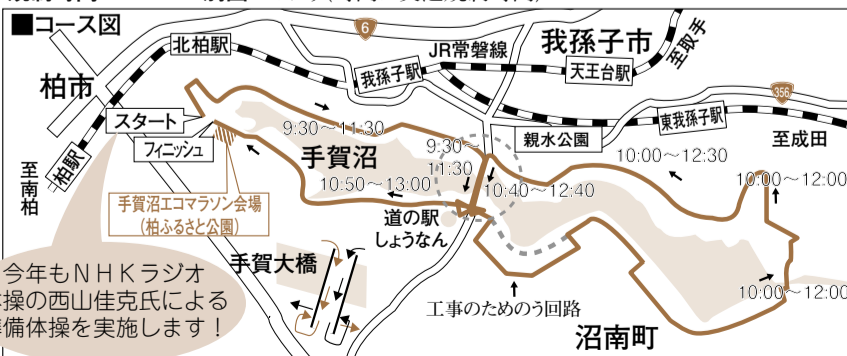 ■コース図
北柏駅
6
JR常磐線
我孫子市
至取手
柏市
我孫子駅
天王台駅
356
スタート
9:30～11:30
9:30～
11:30
親水公園
東我孫子駅
至成田
フィニッシュ
手賀沼
10:00～12:30
至南柏
柏駅
10:50～13:00
10:40～12:40
10:00～12:00
手賀沼エコマラソン会場
(柏ふるさと公園)
道の駅
しょうなん
手賀大橋
10:00～12:00
今年もＮＨＫラジオ
操の西山佳克氏による
備体操を実施します！
工事のためのう回路
沼南町